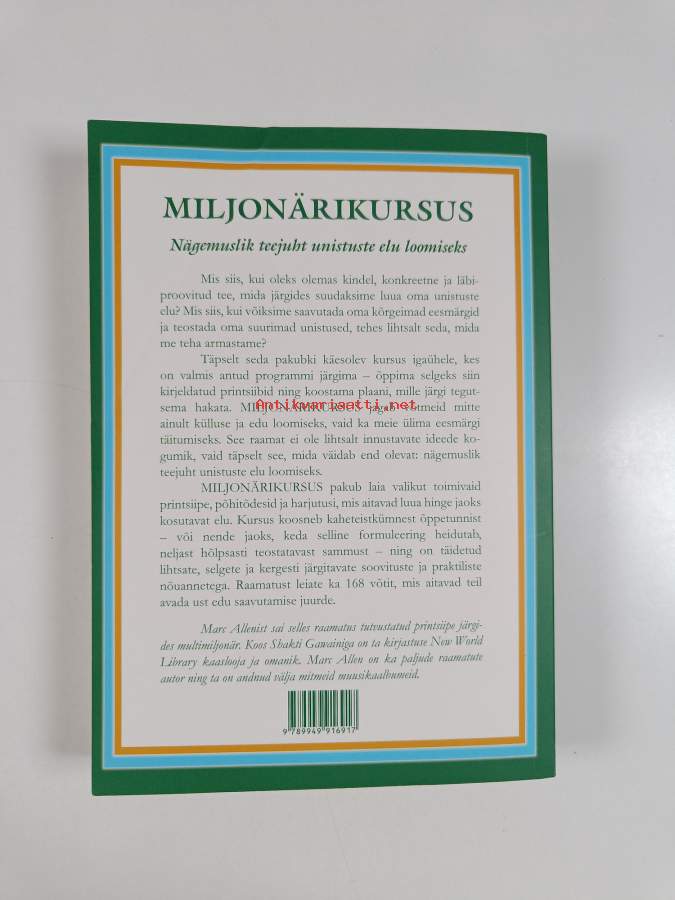 MILJONÄRIKURSUS
Nägemuslik teejuht unistuste elu loomiseks
Mis siis, kui oleks olemas kindel, konkreetne ja läbi-
proovitud tee, mida järgides suudaksime luua oma unistuste
elu? Mis siis, kui võiksime saavutada oma kõrgeimad eesmärgid
ja teostada oma suurimad unistused, tehes lihtsalt seda, mida
me teha armastame?
Täpselt seda pakubki käesolev kursus igaühele, kes
on valmis antud programmi järgima – õppima selgeks siin
kirjeldatud printsiibid ning koostama plaani, mille järgi tegut-
sema hakata. MILJONÄRIKURSUS jagab võtmeid mitte
Antikvariaatti.net
ainult külluse ja edu loomiseks, vaid ka meie ülima eesmärgi
täitumiseks. See raamat ei ole lihtsalt innustavate ideede ko-
gumik, vaid täpselt see, mida väidab end olevat: nägemuslik
teejuht unistuste elu loomiseks.
MILJONÄRIKURSUS pakub laia valikut toimivaid
printsiipe, põhitõdesid ja harjutusi, mis aitavad luua hinge jaoks
kosutavat elu. Kursus koosneb kaheteistkümnest õppetunnist
– või nende jaoks, keda selline formuleering heidutab,
neljast hõlpsasti teostatavast sammust – ning on täidetud
lihtsate, selgete ja kergesti järgitavate soovituste ja praktiliste
nõuannetega. Raamatust leiate ka 168 võtit, mis aitavad teil
avada ust edu saavutamise juurde.
Marc Allenist sai selles raamatus tutvustatud printsiipe järgi-
des multimiljonär. Koos Shakti Gawainiga on ta kirjastuse New World
Library kaaslooja ja omanik. Marc Allen on ka paljude raamatute
autor ning ta on andnud välja mitmeid muusikaalbumeid.
9 789949 916917